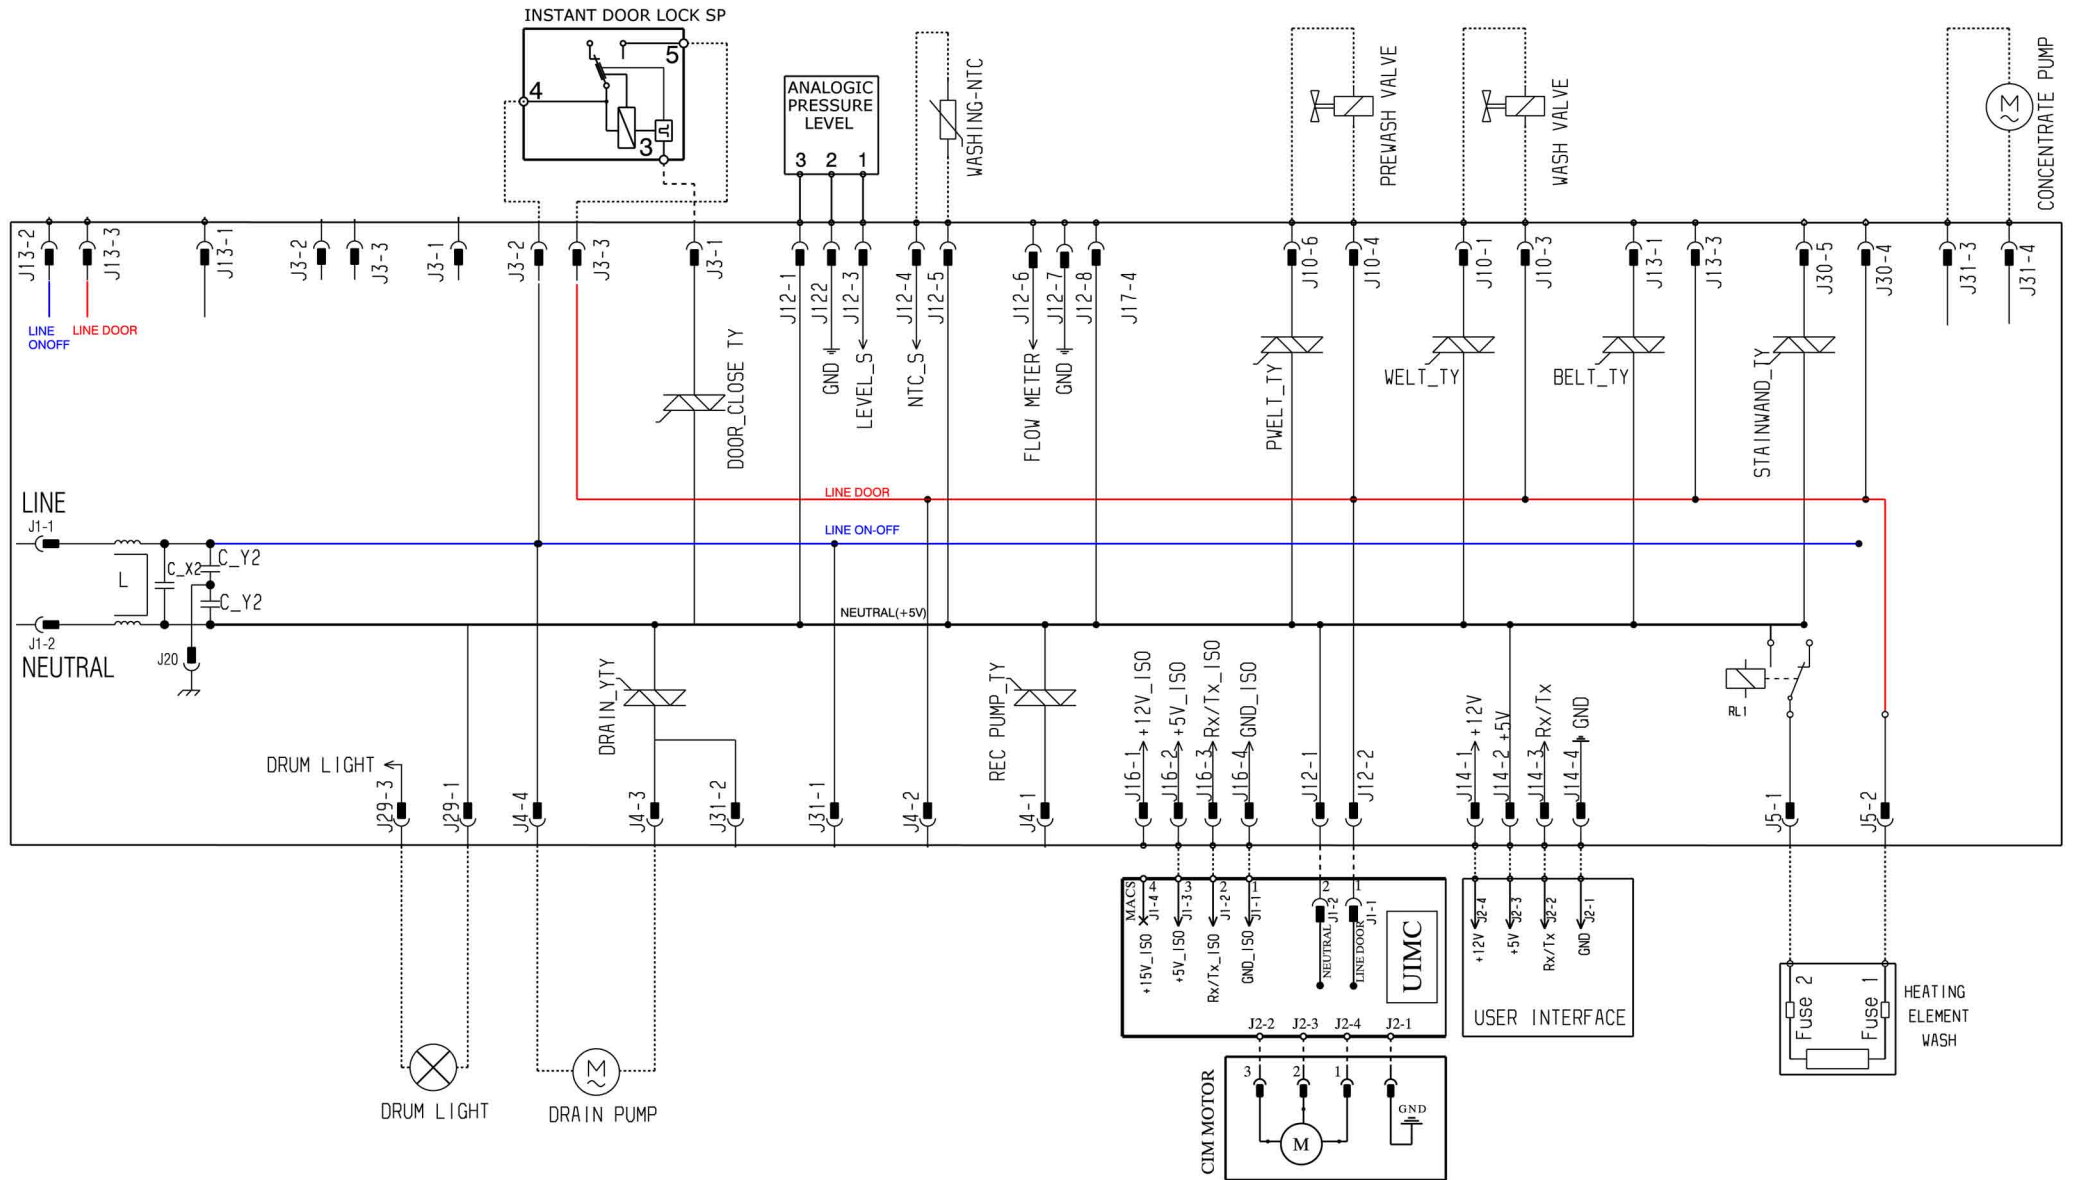 INSTANT DOOR LOCK SP
5
4
3
ANALOGIC
PRESSURE
LEVEL
3 2 1
WASHING-NTC
PREWASH VALVE
WASH VALVE
M
CONCENTRATE PUMP
J13-2
J13-3
J13-1
J3-2
J3-3
J3-1
J3-2
J3-3
J3-1
J12-1
J122
J12-3
J12-4
J12-5
J12-6
J12-7
J12-8
J17-4
J10-6
J10-4
J10-1
J10-3
J13-1
J13-3
J30-5
J30-4
J31-3
J31-4
LINE
ONOFF
LINE DOOR
DOOR_CLOSE TY
GND
LEVEL_S
NTC_S
FLOW METER
GND
PWELT_TY
WELT_TY
BELT_TY
STAINWAND_TY
LINE DOOR
LINE
J1-1
LINE ON-OFF
L
C_X2
C_Y2
C_Y2
NEUTRAL(+5V)
J1-2
NEUTRAL
J20
DRAIN_YTY
REC PUMP_TY
+12V_ISO
+5V_ISO
Rx/Tx_ISO
GND_ISO
+12V
+5V
Rx/Tx
GND
RL1
DRUM LIGHT
J29-3
J29-1
J4-4
J4-3
J31-2
J31-1
J4-2
J4-1
J16-1
J16-2
J16-3
J16-4
J12-1
J12-2
J14-1
J14-2
J14-3
J14-4
J5-1
J5-2
MACS
4 3 2 1 2 1
J1-4
J1-3
J1-2
J1-1
J1-2
J1-1
+15V_ISO
+5V_ISO
Rx/Tx_ISO
GND_ISO
NEUTRAL
LINE DOOR
UIMC
J2-4
J2-3
J2-2
J2-1
+12V
+5V
Rx/Tx
GND
USER INTERFACE
J2-2 J2-3 J2-4 J2-1
Fuse 2
Fuse 1
HEATING
ELEMENT
WASH
M
DRUM LIGHT
DRAIN PUMP
CIM MOTOR
3 2 1
GND
M